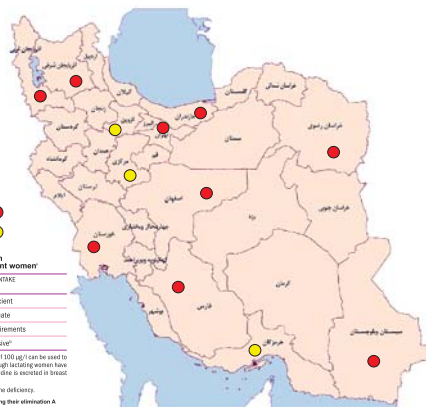 آذربایجان غربی
آذربایجان شرقی
اردبیل
گیلان
زنجان
قزوین
مازندران
گلستان
خراسان شمالی
خراسان رضوی
کردستان
همدان
مرکزی
قم
سمنان
کرمانشاه
لرستان
ایلام
اصفهان
یزد
خراسان جنوبی
خوزستان
چهارمحال و بختیاری
کهگیلویه و بویراحمد
فارس
کرمان
بوشهر
هرمزگان
سیستان و بلوچستان
nt women
NTAKE
cient
ate
irements
sive
of 100 µg/l can be used to
ugh lactating women have
dine is excreted in breast
ne deficiency.
ng their elimination A